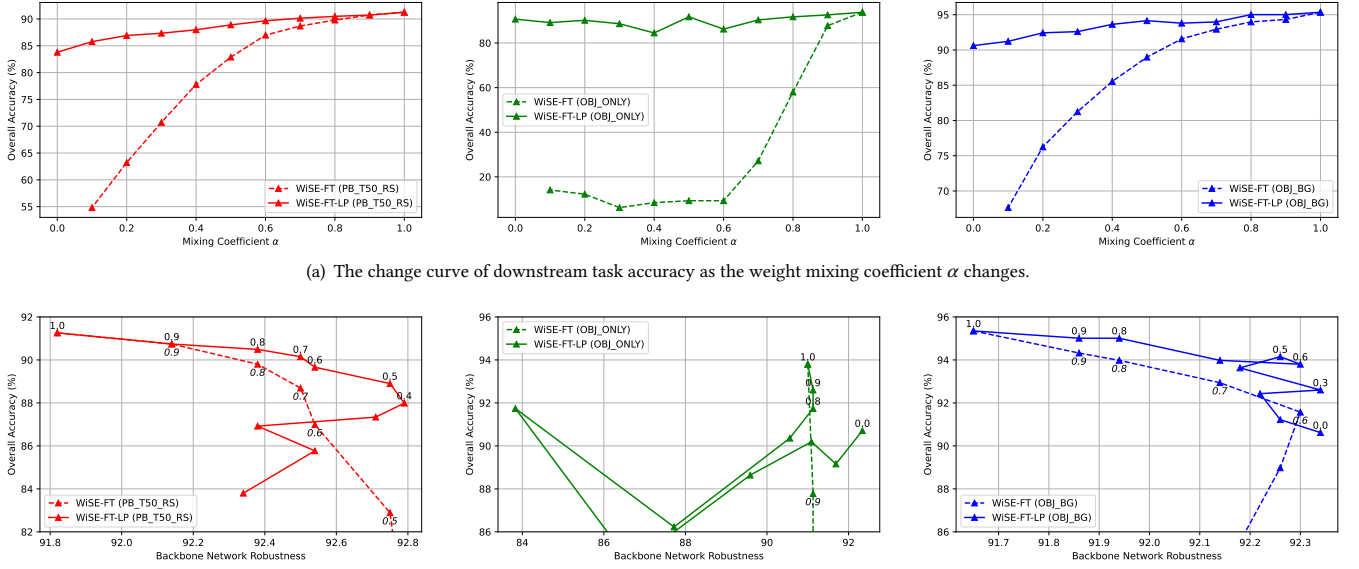 Overall Accuracy (%)
90
85
80
75
70
65
60
55
WiSE-FT (PB_T50_RS)
WiSE-FT-LP (PB_T50_RS)
0.0 0.2 0.4 0.6 0.8 1.0
Mixing Coefficient α
Overall Accuracy (%)
80
60
40
20
WiSE-FT (OBJ_ONLY)
WiSE-FT-LP (OBJ_ONLY)
0.0 0.2 0.4 0.6 0.8 1.0
Mixing Coefficient α
Overall Accuracy (%)
95
90
85
80
75
70
WiSE-FT (OBJ_BG)
WiSE-FT-LP (OBJ_BG)
0.0 0.2 0.4 0.6 0.8 1.0
Mixing Coefficient α
(a) The change curve of downstream task accuracy as the weight mixing coefficient α changes.
Overall Accuracy (%)
92
90
88
86
84
82
1.0
0.9
0.9
0.8
0.8
0.7
0.7
0.6
0.6
0.5
0.4
0.5
WiSE-FT (PB_T50_RS)
WiSE-FT-LP (PB_T50_RS)
91.8 92.0 92.2 92.4 92.6 92.8
Backbone Network Robustness
Overall Accuracy (%)
96
94
92
90
88
86
WiSE-FT (OBJ_ONLY)
WiSE-FT-LP (OBJ_ONLY)
1.0
0.9
0.8
0.0
0.9
84 86 88 90 92
Backbone Network Robustness
Overall Accuracy (%)
96
94
92
90
88
86
1.0
0.9
0.9
0.8
0.8
0.7
0.5
0.6
0.3
0.6
0.0
WiSE-FT (OBJ_BG)
WiSE-FT-LP (OBJ_BG)
91.7 91.8 91.9 92.0 92.1 92.2 92.3
Backbone Network Robustness